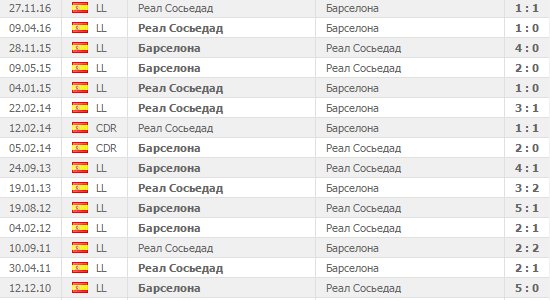 27.11.16 LL Реал Сосьедад Барселона 1 : 1
09.04.16 LL Реал Сосьедад Барселона 1 : 0
28.11.15 LL Барселона Реал Сосьедад 4 : 0
09.05.15 LL Барселона Реал Сосьедад 2 : 0
04.01.15 LL Реал Сосьедад Барселона 1 : 0
22.02.14 LL Реал Сосьедад Барселона 3 : 1
12.02.14 CDR Реал Сосьедад Барселона 1 : 1
05.02.14 CDR Барселона Реал Сосьедад 2 : 0
24.09.13 LL Барселона Реал Сосьедад 4 : 1
19.01.13 LL Реал Сосьедад Барселона 3 : 2
19.08.12 LL Барселона Реал Сосьедад 5 : 1
04.02.12 LL Барселона Реал Сосьедад 2 : 1
10.09.11 LL Реал Сосьедад Барселона 2 : 2
30.04.11 LL Реал Сосьедад Барселона 2 : 1
12.12.10 LL Барселона Реал Сосьедад 5 : 0